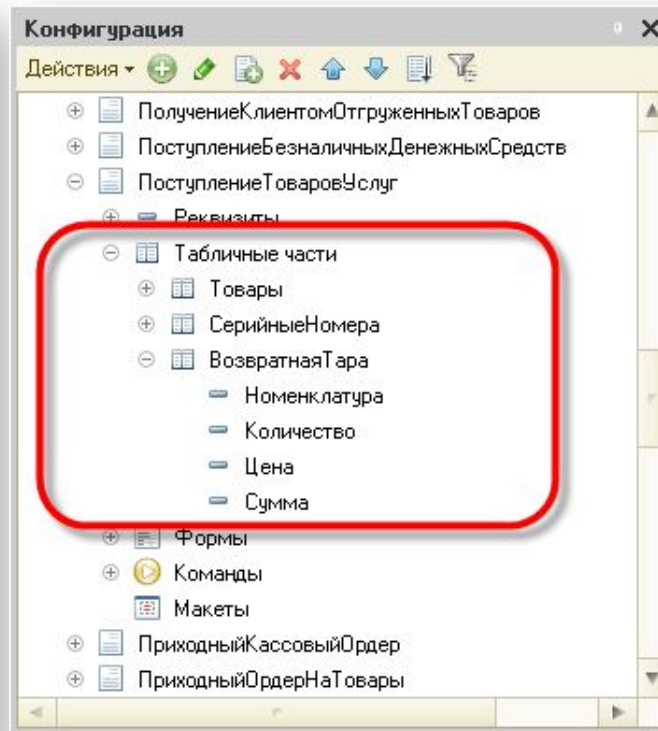 Конфигурация
Действия
ПолучениеКлиентомОтгруженныхТоваров
ПоступлениеБезналичныхДенежныхСредств
ПоступлениеТоваровУслуг
Реквизиты
Табличные части
Товары
СерийныеНомера
ВозвратнаяТара
Номенклатура
Количество
Цена
Сумма
Формы
Команды
Макеты
ПриходныйКассовыйОрдер
ПриходныйОрдерНаТовары